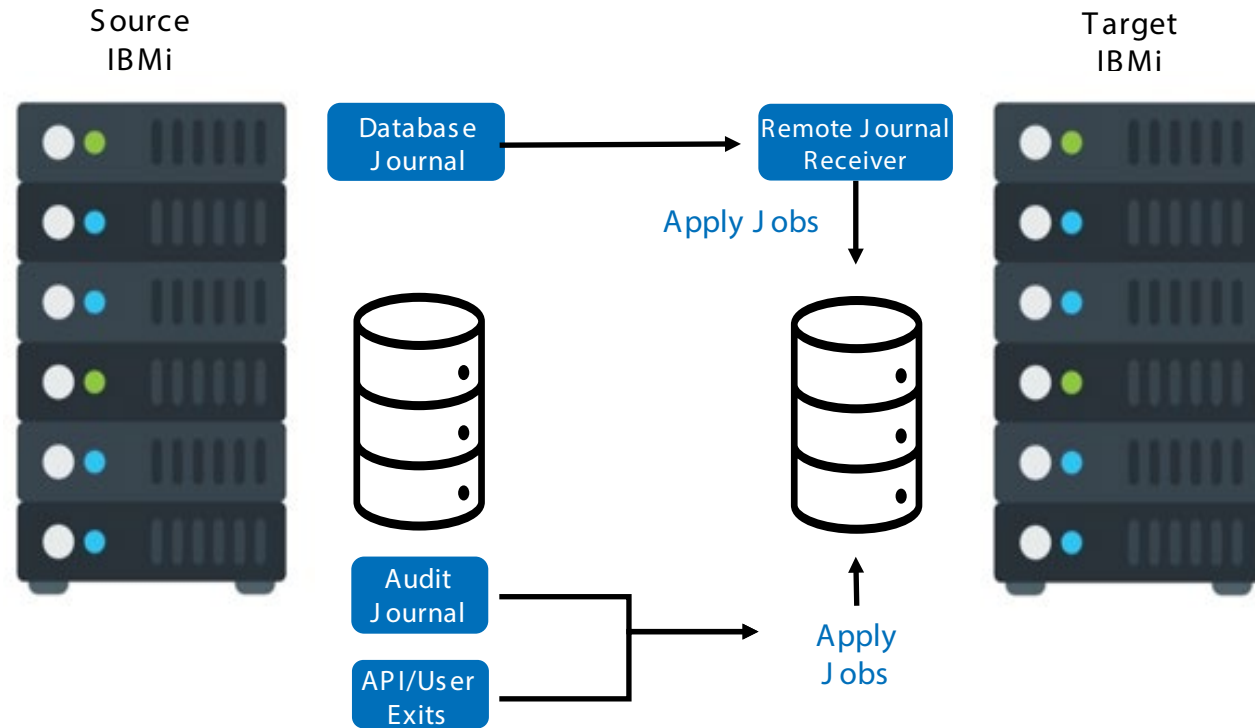 Source
IBMi
Target
IBMi
Database
Journal
Remote Journal
Receiver
Apply Jobs
Audit
Journal
API/User
Exits
Apply
Jobs